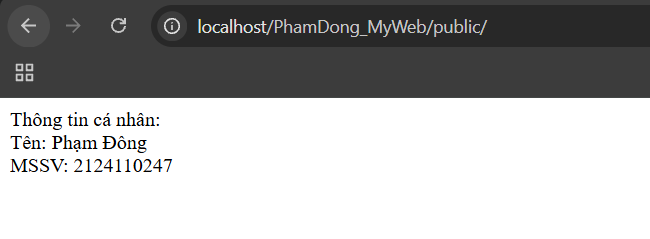 localhost/PhamDong_MyWeb/public/
Thông tin cá nhân:
Tên: Phạm Đông
MSSV: 2124110247